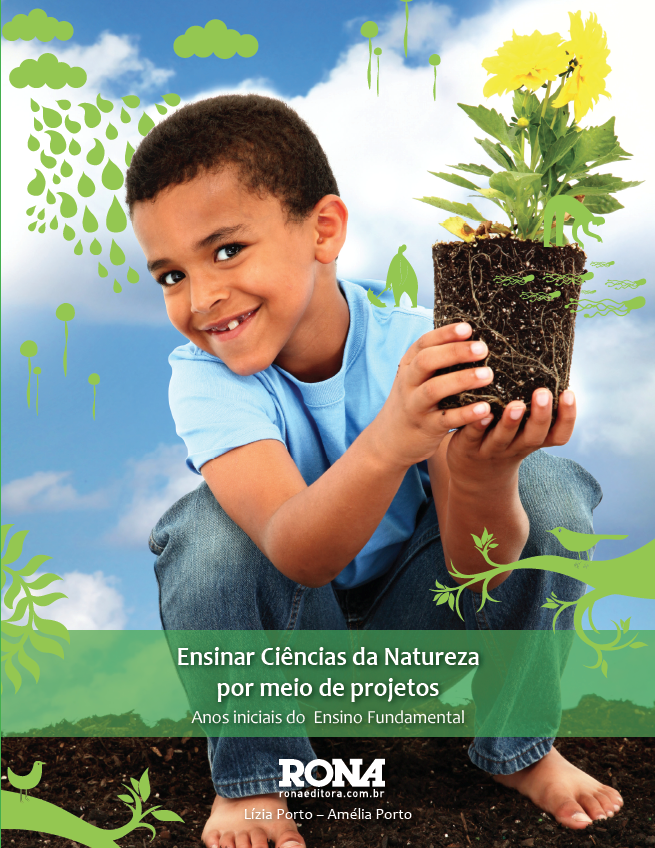 Ensinar Ciências da Natureza
por meio de projetos
Anos iniciais do Ensino Fundamental
RONA
ronaeditora.com.br
Lízia Porto – Amélia Porto